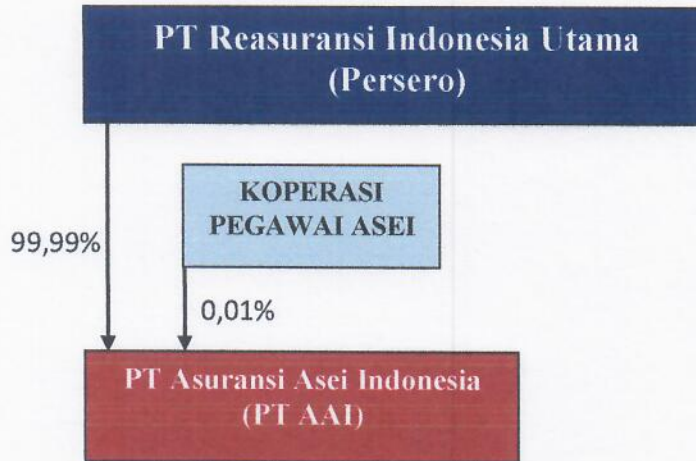 PT Reasuransi Indonesia Utama
(Persero)
KOPERASI
PEGAWAI ASEI
99,99%
0,01%
PT Asuransi Asei Indonesia
(PT AAI)